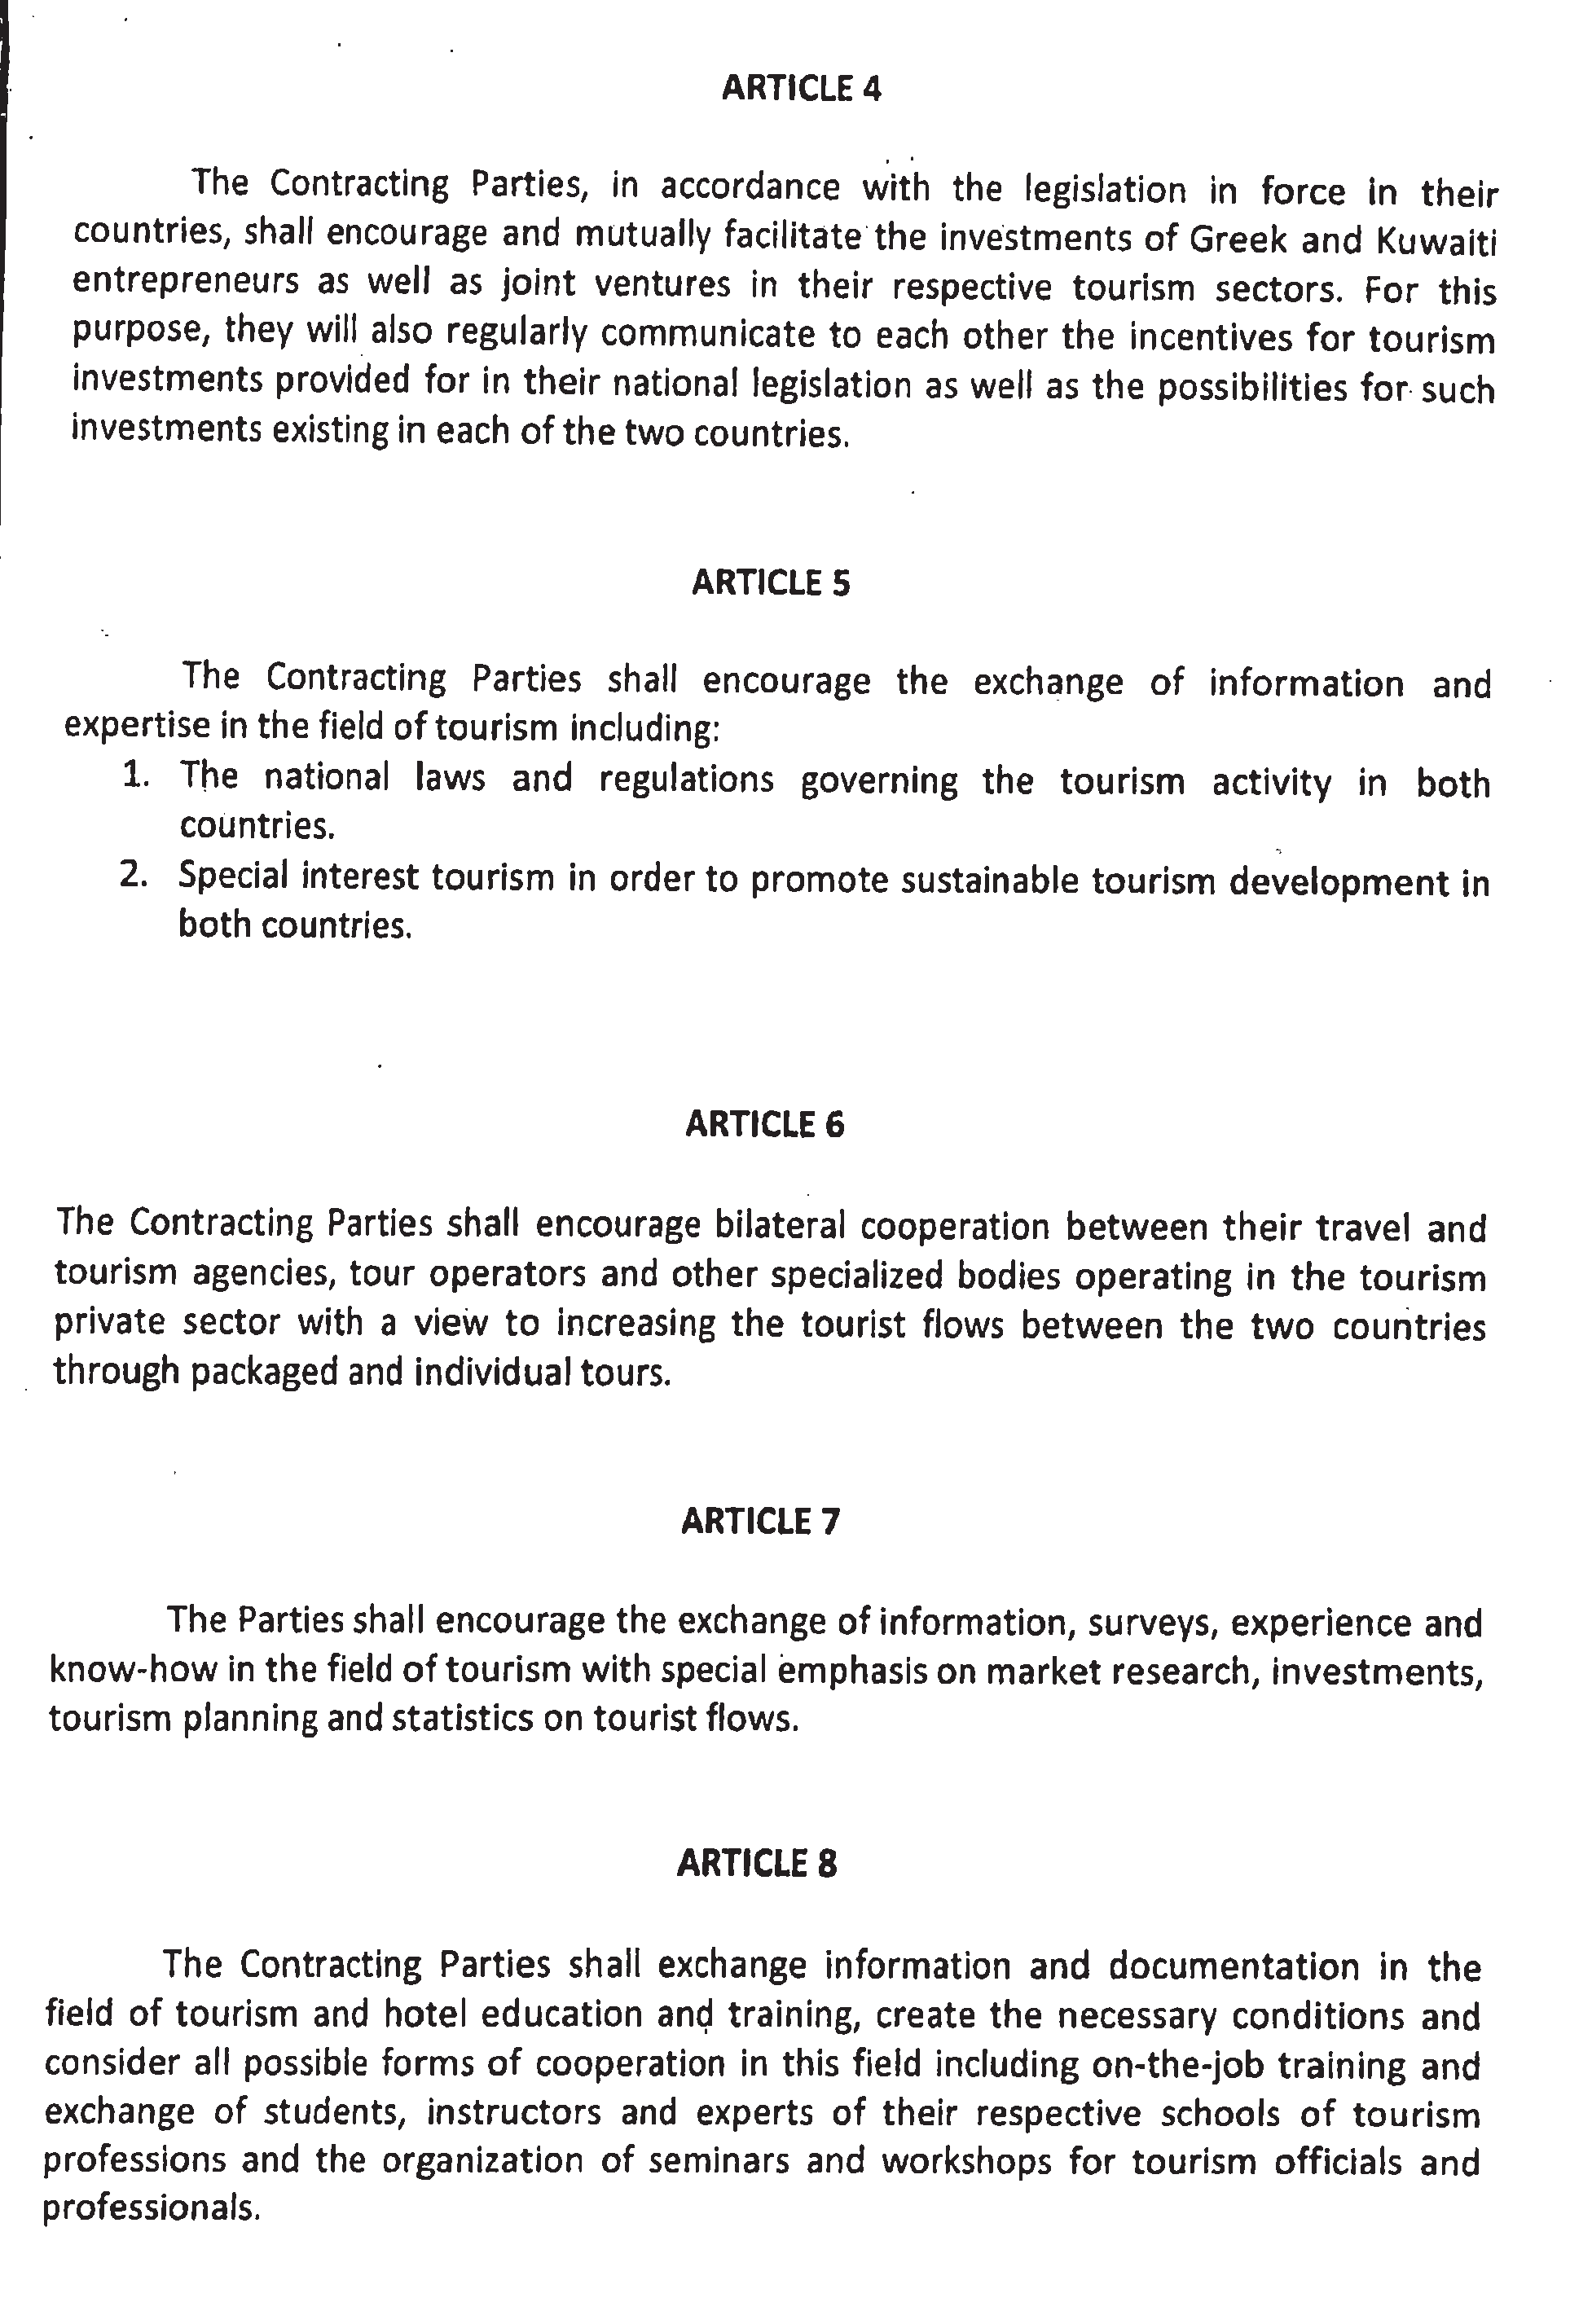 ARTICLE 4
The Contracting Parties, in accordance with the legislation in force in their
countries, shall encourage and mutually facilitate the investments of Greek and Kuwaiti
entrepreneurs as well as joint ventures in their respective tourism sectors. For this
purpose, they will also regularly communicate to each other the incentives for tourism
investments provided for in their national legislation as well as the possibilities for such
investments existing in each of the two countries.
ARTICLE 5
The Contracting Parties shall encourage the exchange of information and
expertise in the field of tourism including:
1. The national laws and regulations governing the tourism activity in both
countries.
2. Special interest tourism in order to promote sustainable tourism development in
both countries.
ARTICLE 6
The Contracting Parties shall encourage bilateral cooperation between their travel and
tourism agencies, tour operators and other specialized bodies operating in the tourism
private sector with a view to increasing the tourist flows between the two countries
through packaged and individual tours.
ARTICLE 7
The Parties shall encourage the exchange of information, surveys, experience and
know-how in the field of tourism with special emphasis on market research, investments,
tourism planning and statistics on tourist flows.
ARTICLE 8
The Contracting Parties shall exchange information and documentation in the
field of tourism and hotel education and training, create the necessary conditions and
consider all possible forms of cooperation in this field including on-the-job training and
exchange of students, instructors and experts of their respective schools of tourism
professions and the organization of seminars and workshops for tourism officials and
professionals.